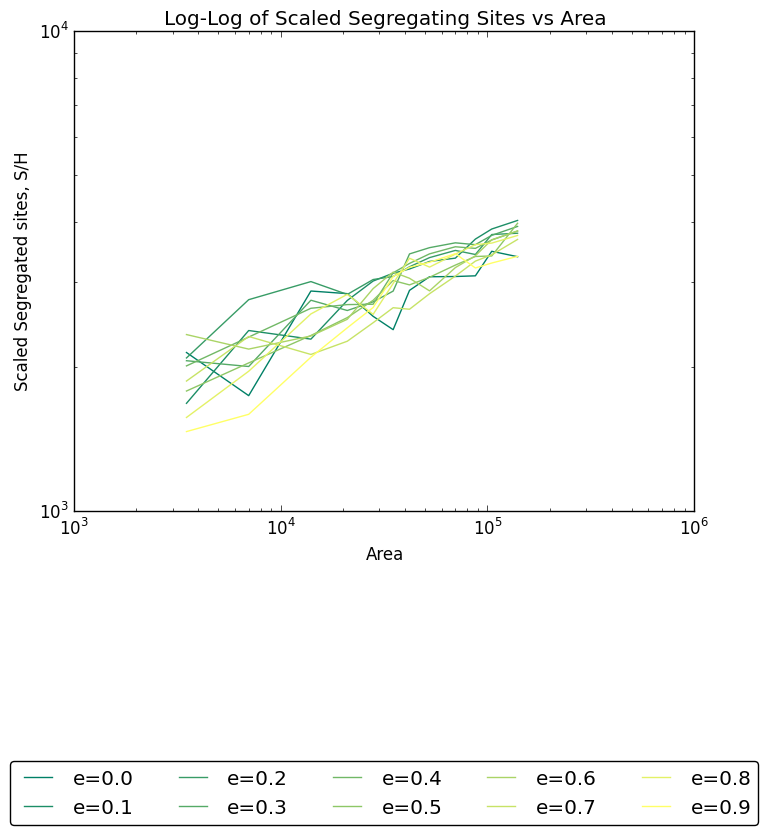 Log-Log of Scaled Segregating Sites vs Area
Scaled Segregated sites, S/H
10^4
10^3
10^3 10^4 10^5 10^6
Area
e=0.0 e=0.2 e=0.4 e=0.6 e=0.8
e=0.1 e=0.3 e=0.5 e=0.7 e=0.9